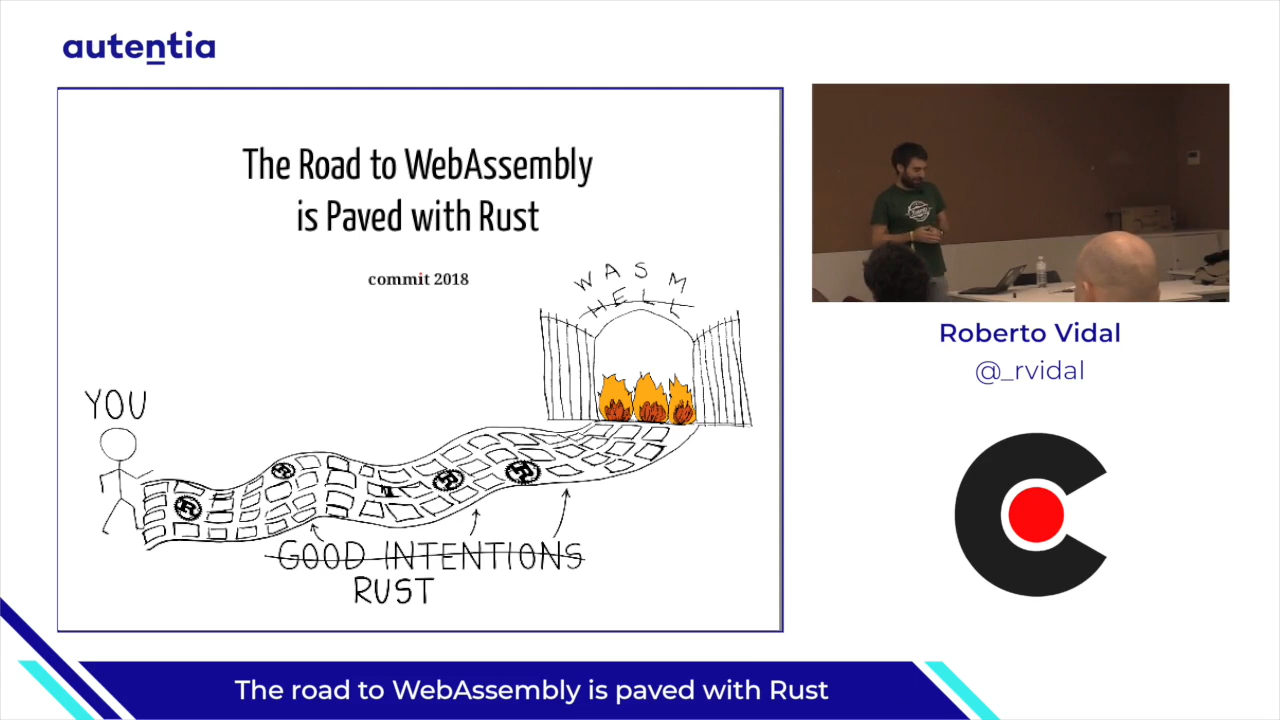 autentia
The Road to WebAssembly
is Paved with Rust
commit 2018
WASM
HELL
YOU
GOOD INTENTIONS
RUST
Roberto Vidal
@_rvidal
The road to WebAssembly is paved with Rust